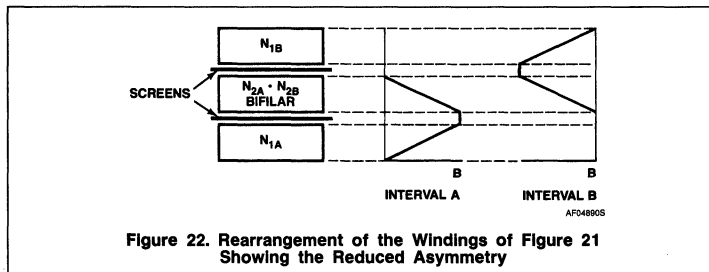 N1B
SCREENS
N2A · N2B
BIFILAR
N1A
B
B
INTERVAL A
INTERVAL B
AF04890S
Figure 22. Rearrangement of the Windings of Figure 21
Showing the Reduced Asymmetry